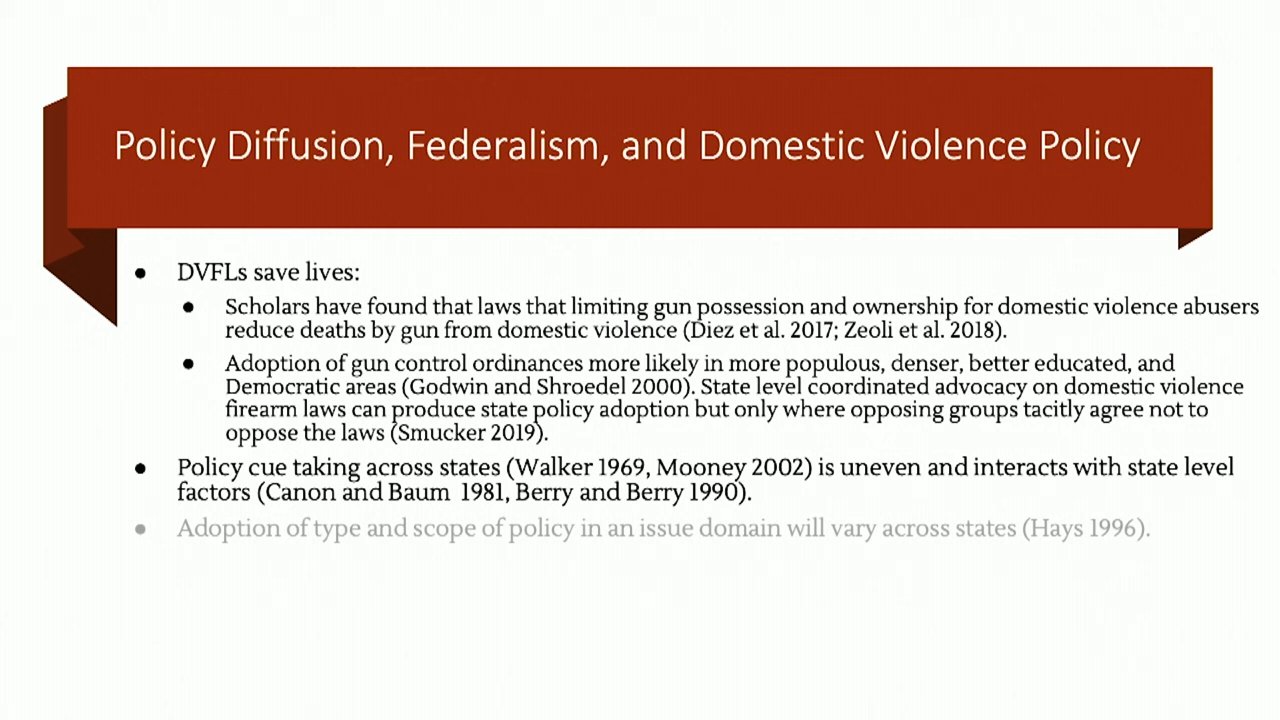 Policy Diffusion, Federalism, and Domestic Violence Policy
● DVFLs save lives:
● Scholars have found that laws that limiting gun possession and ownership for domestic violence abusers
reduce deaths by gun from domestic violence (Diez et al. 2017; Zeoli et al. 2018).
● Adoption of gun control ordinances more likely in more populous, denser, better educated, and
Democratic areas (Godwin and Shroedel 2000). State level coordinated advocacy on domestic violence
firearm laws can produce state policy adoption but only where opposing groups tacitly agree not to
oppose the laws (Smucker 2019).
● Policy cue taking across states (Walker 1969, Mooney 2002) is uneven and interacts with state level
factors (Canon and Baum 1981, Berry and Berry 1990).
● Adoption of type and scope of policy in an issue domain will vary across states (Hays 1996).